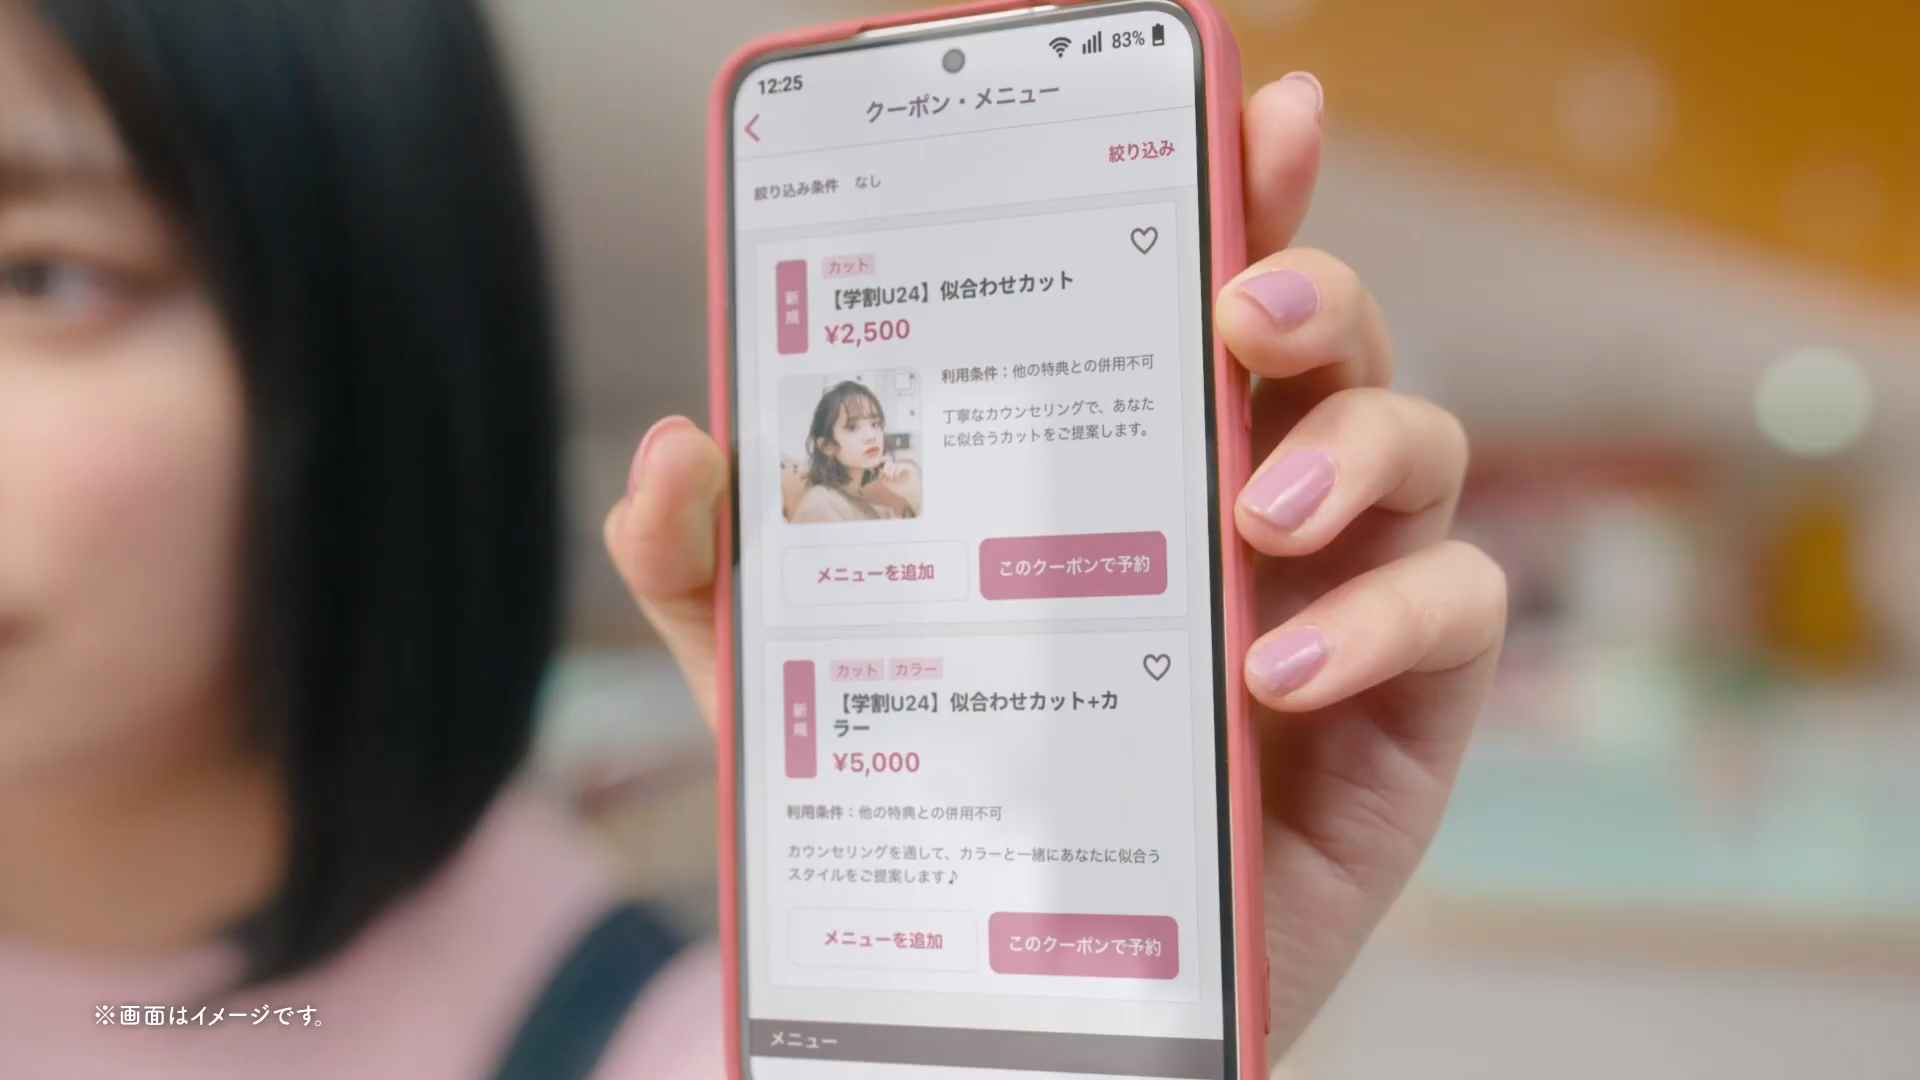 12:25
83%
クーポン・メニュー
絞り込み
絞り込み条件 なし
新規
カット
【学割U24】似合わせカット
¥2,500
利用条件:他の特典との併用不可
丁寧なカウンセリングで、あなた
に似合うカットをご提案します。
メニューを追加
このクーポンで予約
新規
カット カラー
【学割U24】似合わせカット+カ
ラー
¥5,000
利用条件:他の特典との併用不可
カウンセリングを通して、カラーと一緒にあなたに似合う
スタイルをご提案します♪
メニューを追加
このクーポンで予約
メニュー
※画面はイメージです。